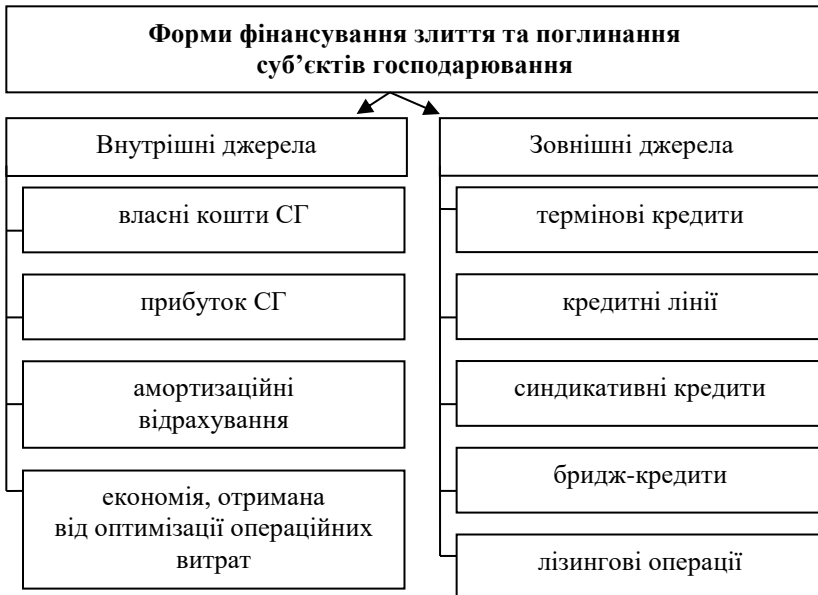 Форми фінансування злиття та поглинання
суб’єктів господарювання
Внутрішні джерела
власні кошти СГ
прибуток СГ
амортизаційні
відрахування
економія, отримана
від оптимізації операційних
витрат
Зовнішні джерела
термінові кредити
кредитні лінії
синдикативні кредити
бридж-кредити
лізингові операції